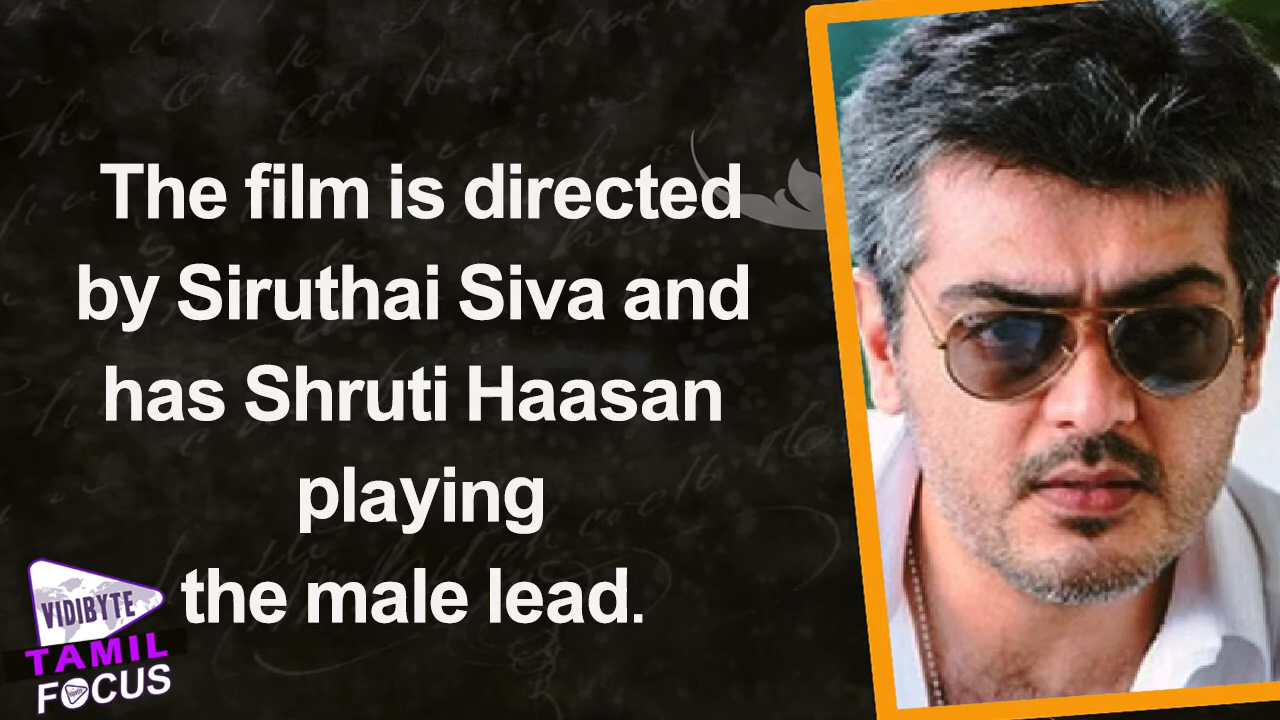 The film is directed
by Siruthai Siva and
has Shruti Haasan
playing
the male lead.
VIDIBYTE
TAMIL
FOCUS